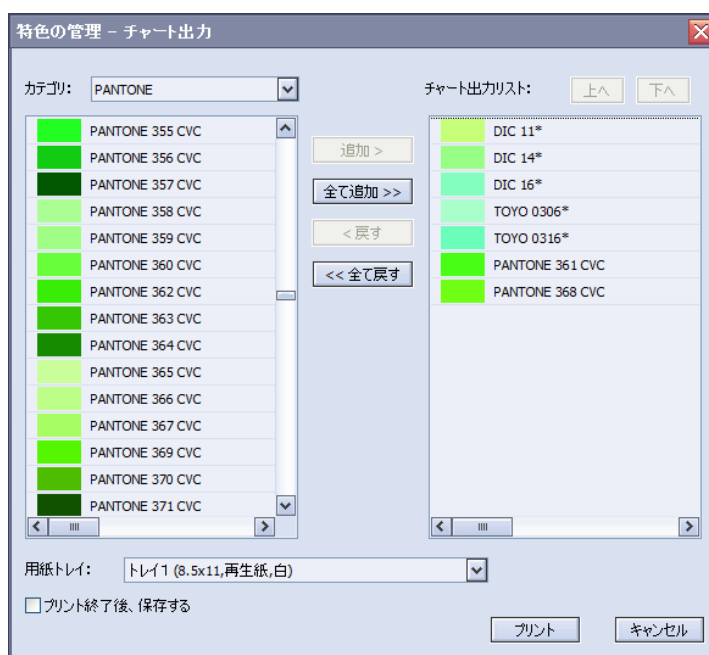 特色の管理 – チャート出力
カテゴリ:
PANTONE
チャート出力リスト:
上へ
下へ
PANTONE 355 CVC
PANTONE 356 CVC
PANTONE 357 CVC
PANTONE 358 CVC
PANTONE 359 CVC
PANTONE 360 CVC
PANTONE 362 CVC
PANTONE 363 CVC
PANTONE 364 CVC
PANTONE 365 CVC
PANTONE 366 CVC
PANTONE 367 CVC
PANTONE 369 CVC
PANTONE 370 CVC
PANTONE 371 CVC
追加 >
全て追加 >>
< 戻す
<< 全て戻す
DIC 11*
DIC 14*
DIC 16*
TOYO 0306*
TOYO 0316*
PANTONE 361 CVC
PANTONE 368 CVC
用紙トレイ:
トレイ1 (8.5x11,再生紙,白)
プリント終了後、保存する
プリント
キャンセル